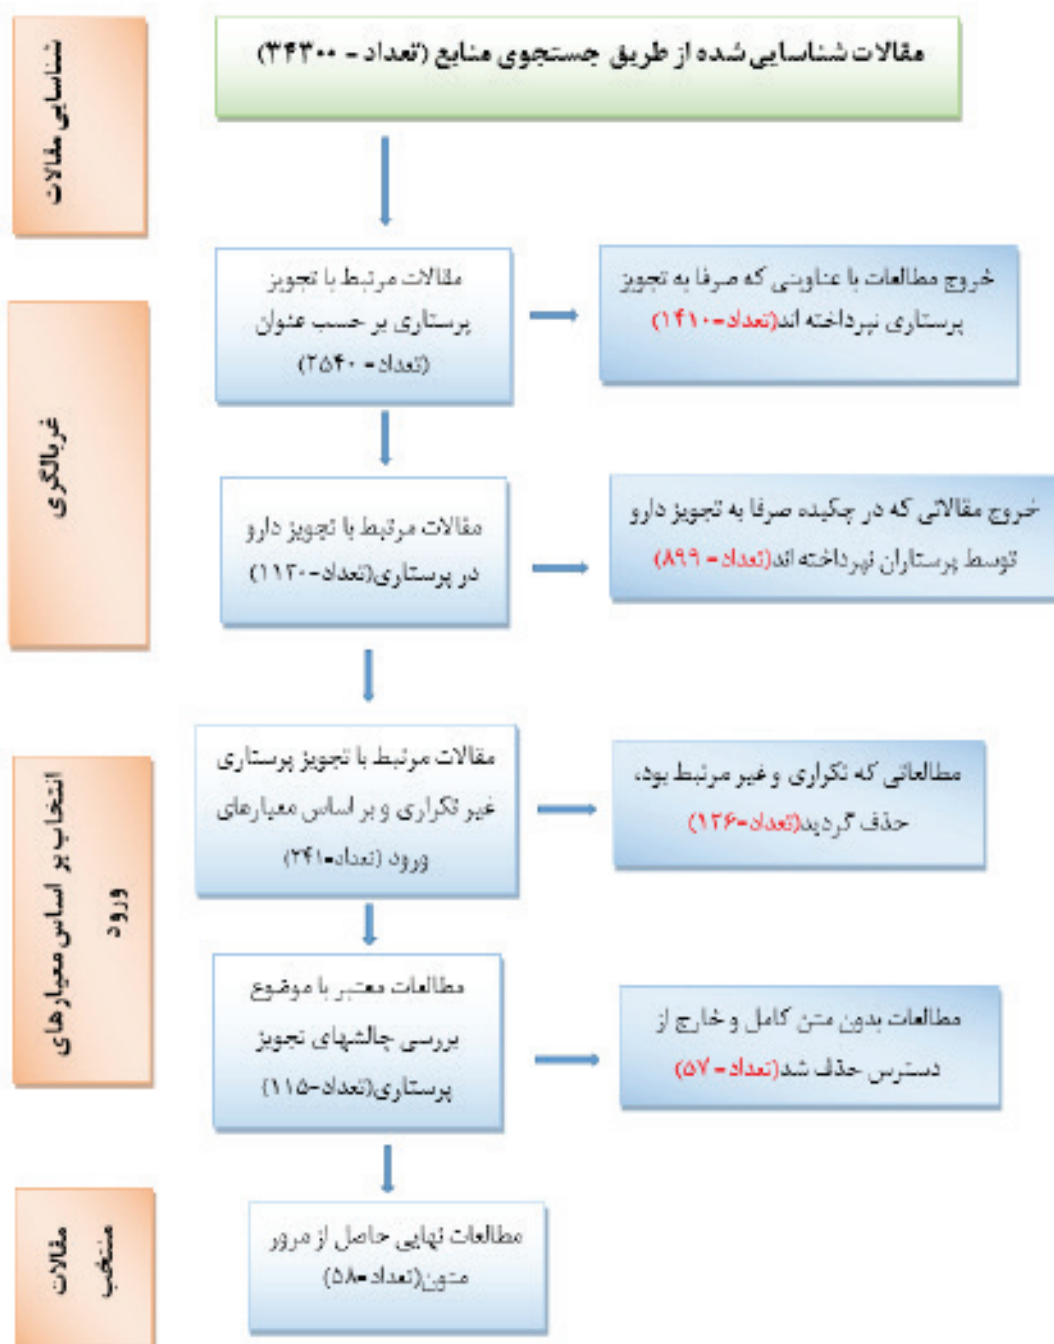 شناسایی مقالات
مقالات شناسایی شده از طریق جستجوی منابع (تعداد - ۳۴۳۰۰)
غربالگری
مقالات مرتبط با تجویز
پرستاری بر حسب عنوان
(تعداد= ۲۵۴۰)
خروج مطالعات با عناوینی که صرفا به تجویز
پرستاری نپرداخته اند(تعداد=۱۴۱۰)
مقالات مرتبط با تجویز دارو
در پرستاری(تعداد-۱۱۲۰)
خروج مقالاتی که در چکیده صرفا به تجویز دارو
توسط پرستاران نپرداخته اند(تعداد= ۸۹۹)
انتخاب بر اساس معیارهای
ورود
مقالات مرتبط با تجویز پرستاری
غیر تکراری و بر اساس معیارهای
ورود (تعداد=۲۴۱)
مطالعاتی که تکراری و غیر مرتبط بود،
حذف گردید(تعداد=۱۲۶)
مطالعات معتبر با موضوع
بررسی چالشهای تجویز
پرستاری(تعداد-۱۱۵)
مطالعات بدون متن کامل و خارج از
دسترس حذف شد(تعداد= ۵۷)
مقالات
منتخب
مطالعات نهایی حاصل از مرور
متون(تعداد=۵۸)